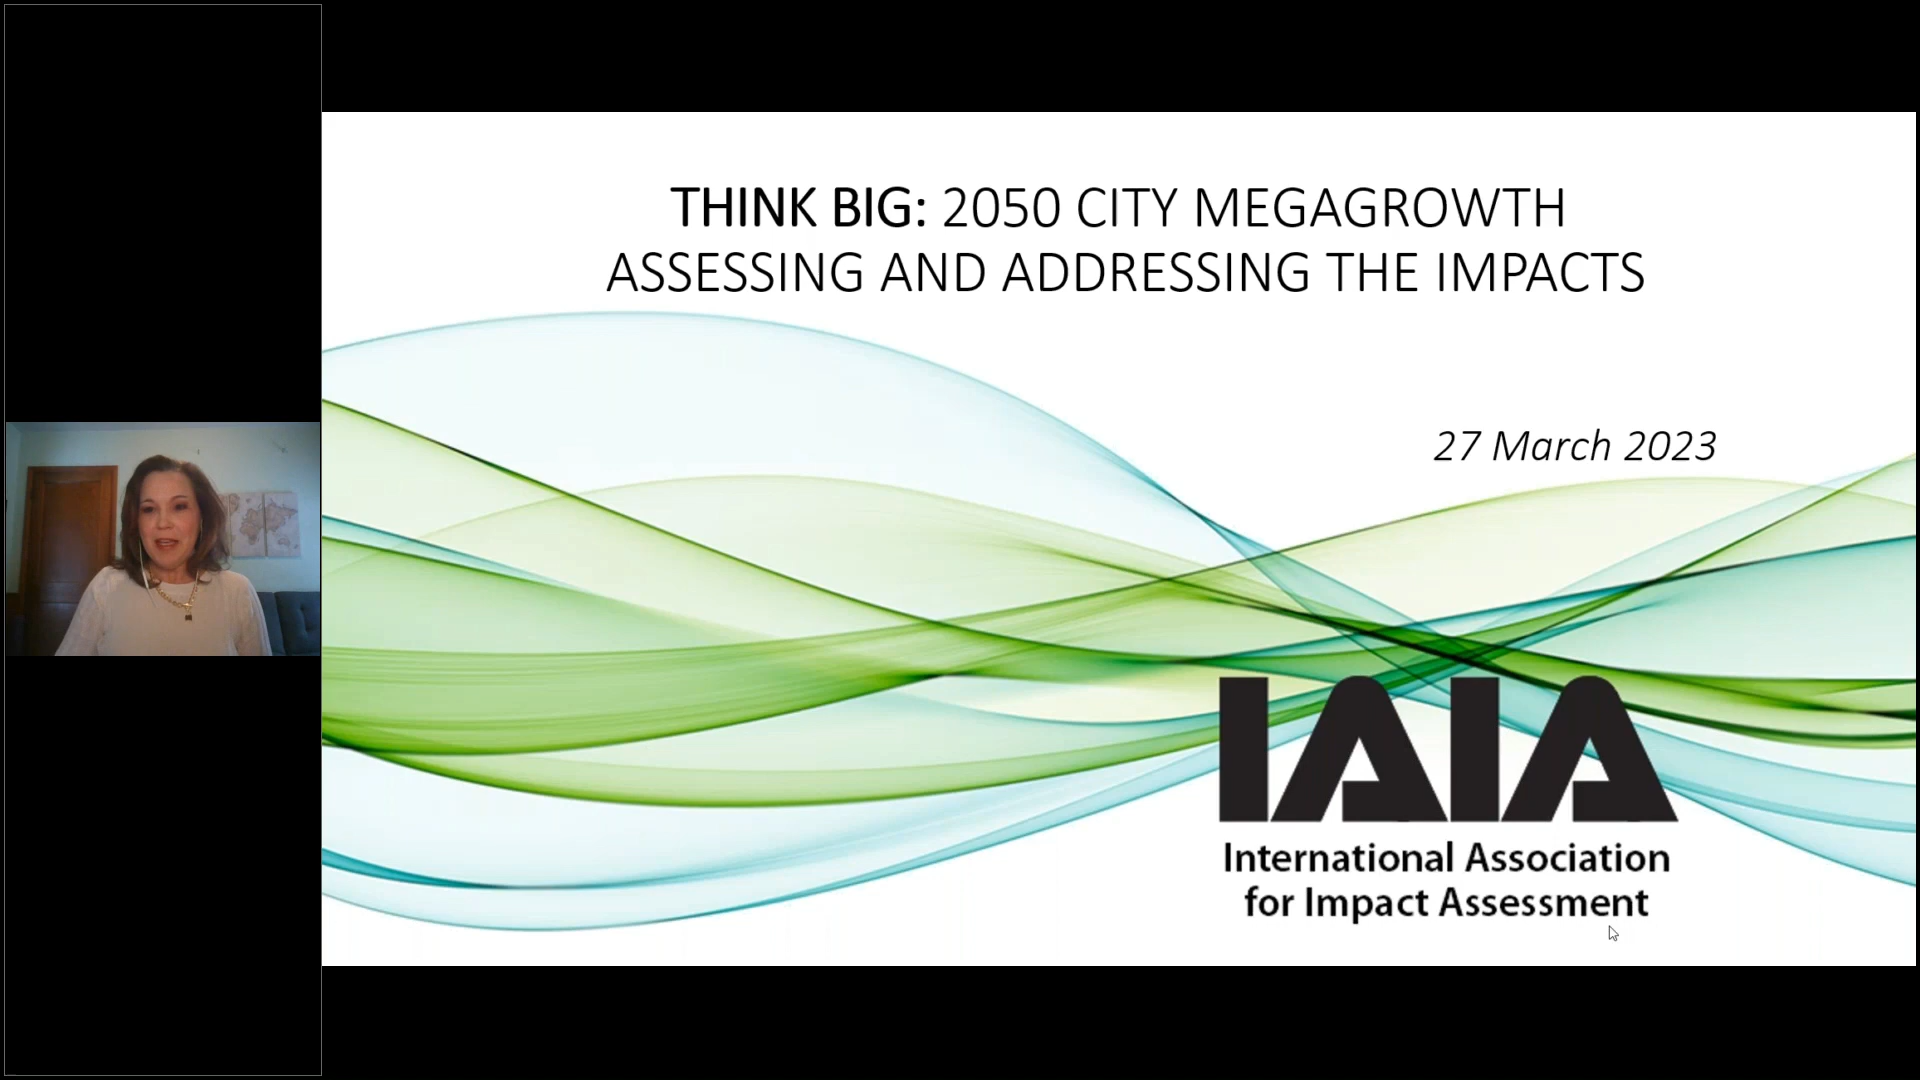 THINK BIG: 2050 CITY MEGAGROWTH
ASSESSING AND ADDRESSING THE IMPACTS
27 March 2023
IAIA
International Association
for Impact Assessment